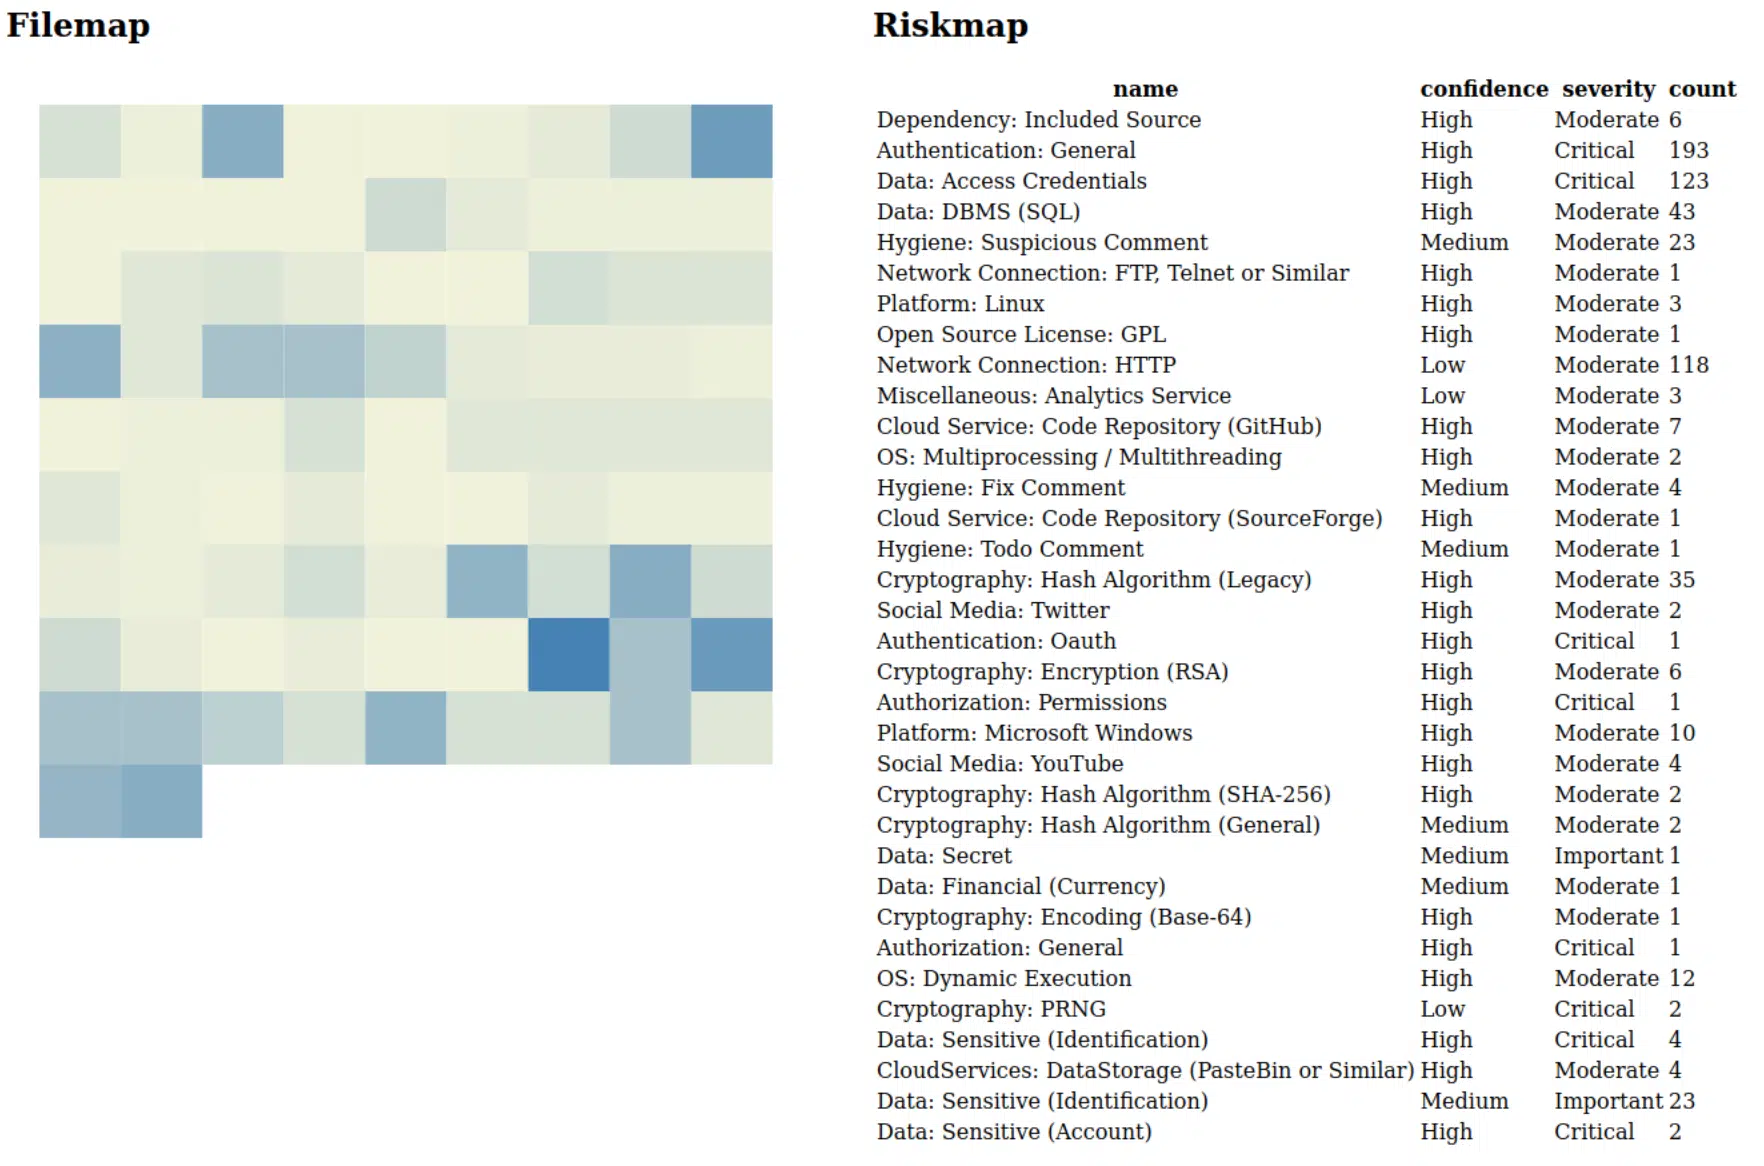 Filemap
Riskmap
name confidence severity count
Dependency: Included Source High Moderate 6
Authentication: General High Critical 193
Data: Access Credentials High Critical 123
Data: DBMS (SQL) High Moderate 43
Hygiene: Suspicious Comment Medium Moderate 23
Network Connection: FTP, Telnet or Similar High Moderate 1
Platform: Linux High Moderate 3
Open Source License: GPL High Moderate 1
Network Connection: HTTP Low Moderate 118
Miscellaneous: Analytics Service Low Moderate 3
Cloud Service: Code Repository (GitHub) High Moderate 7
OS: Multiprocessing / Multithreading High Moderate 2
Hygiene: Fix Comment Medium Moderate 4
Cloud Service: Code Repository (SourceForge) High Moderate 1
Hygiene: Todo Comment Medium Moderate 1
Cryptography: Hash Algorithm (Legacy) High Moderate 35
Social Media: Twitter High Moderate 2
Authentication: Oauth High Critical 1
Cryptography: Encryption (RSA) High Moderate 6
Authorization: Permissions High Critical 1
Platform: Microsoft Windows High Moderate 10
Social Media: YouTube High Moderate 4
Cryptography: Hash Algorithm (SHA-256) High Moderate 2
Cryptography: Hash Algorithm (General) Medium Moderate 2
Data: Secret Medium Important 1
Data: Financial (Currency) Medium Moderate 1
Cryptography: Encoding (Base-64) High Moderate 1
Authorization: General High Critical 1
OS: Dynamic Execution High Moderate 12
Cryptography: PRNG Low Critical 2
Data: Sensitive (Identification) High Critical 4
CloudServices: DataStorage (PasteBin or Similar) High Moderate 4
Data: Sensitive (Identification) Medium Important 23
Data: Sensitive (Account) High Critical 2